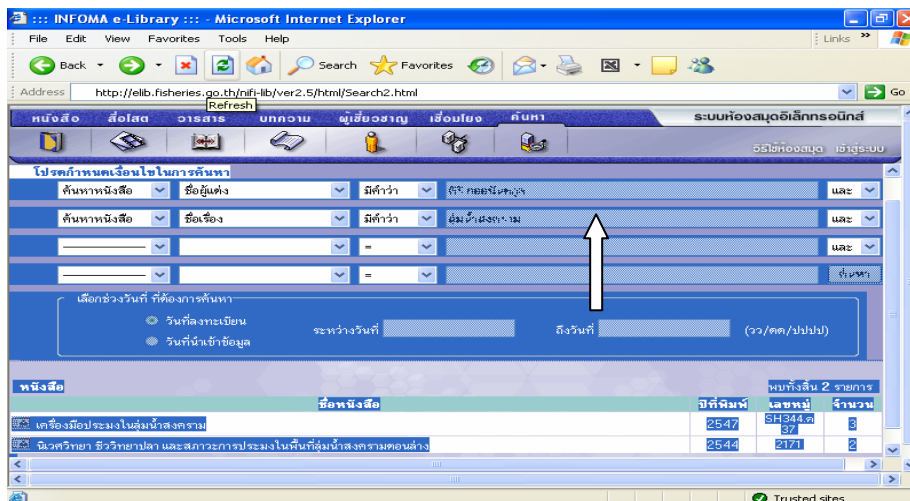 ::: INFOMA e-Library ::: - Microsoft Internet Explorer
File Edit View Favorites Tools Help Links »
Back Search Favorites
Address http://elib.fisheries.go.th/nifi-lib/ver2.5/html/Search2.html Go
Refresh
หนังสือ สื่อโสต วารสาร บทความ ผู้เชี่ยวชาญ เชื่อมโยง ค้นหา ระบบห้องสมุดอิเล็กทรอนิกส์
วิธีใช้ห้องสมุด เข้าสู่ระบบ
โปรดกำหนดเงื่อนไขในการค้นหา
ค้นหาหนังสือ ชื่อผู้แต่ง มีคำว่า และ
ค้นหาหนังสือ ชื่อเรื่อง มีคำว่า ลุ่มน้ำสงคราม และ
= และ
= ค้นหา
เลือกช่วงวันที่ ที่ต้องการค้นหา
วันที่ลงทะเบียน
ระหว่างวันที่ ถึงวันที่ (วว/ดด/ปปปป)
วันที่นำเข้าข้อมูล
หนังสือ พบทั้งสิ้น 2 รายการ
ชื่อหนังสือ ปีที่พิมพ์ เลขหมู่ จำนวน
เครื่องมือประมงในลุ่มน้ำสงคราม 2547 SH344.ค 37 3
นิเวศวิทยา ชีววิทยาปลา และสภาวะการประมงในพื้นที่ลุ่มน้ำสงครามตอนล่าง 2544 2171 2
Trusted sites